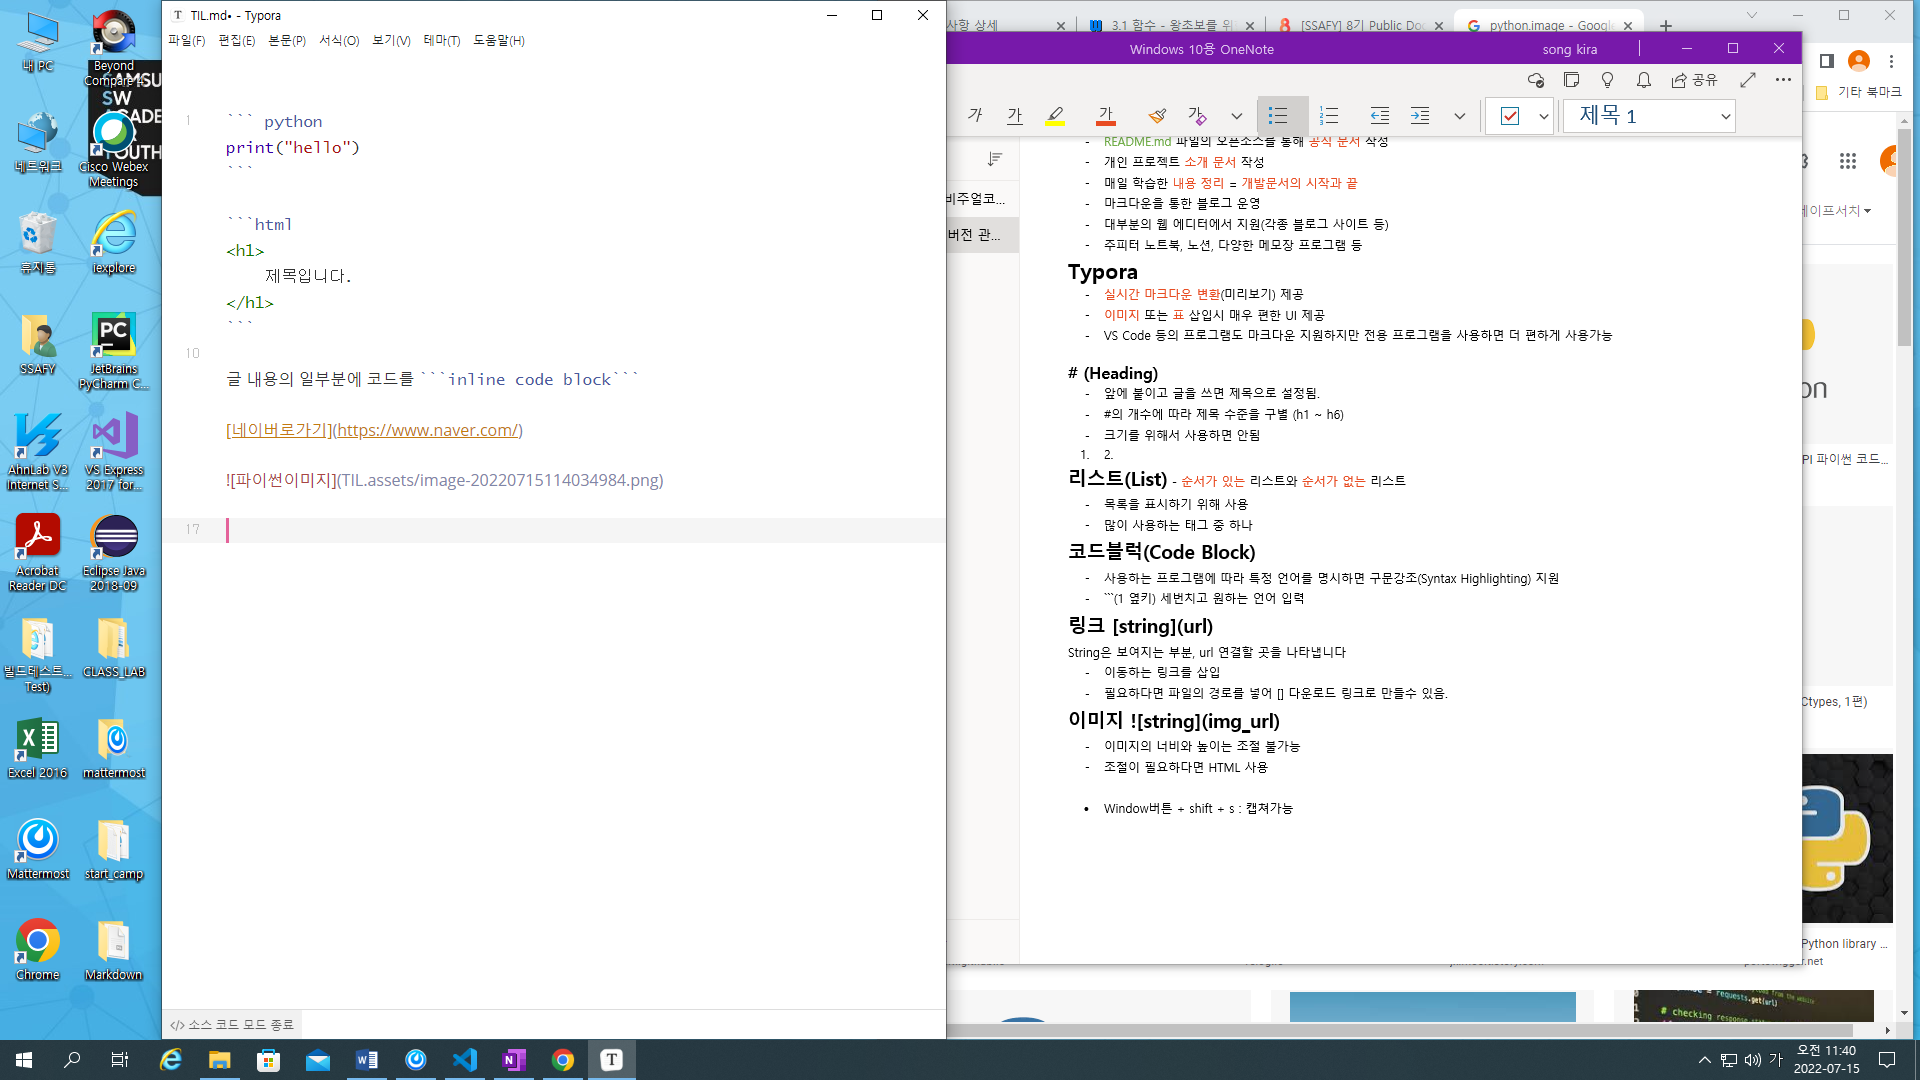 TIL.md• - Typora
파일(F) 편집(E) 본문(P) 서식(O) 보기(V) 테마(T) 도움말(H)
1
``` python
print("hello")
```
```html
<h1>
제목입니다.
</h1>
```
10
글 내용의 일부분에 코드를 ```inline code block```
[네이버로가기](https://www.naver.com/)
![파이썬이미지](TIL.assets/image-20220715114034984.png)
17
</> 소스 코드 모드 종료
내 PC
Beyond
Compare 4
네트워크
Cisco Webex
Meetings
휴지통
iexplore
SSAFY
JetBrains
PyCharm C...
AhnLab V3
Internet S...
VS Express
2017 for...
Acrobat
Reader DC
Eclipse Java
2018-09
빌드테스트...
Test)
CLASS_LAB
Excel 2016
mattermost
Mattermost
start_camp
Chrome
Markdown
SAMSU
SW
ACADE
YOUTH
사항 상세
3.1 함수 - 왕초보를 위
[SSAFY] 8기 Public Doc
python.image - Google
Windows 10용 OneNote
song kira
공유
기타 북마크
가 가 가 가
제목 1
비주얼코...
버전 관...
- README.md 파일의 오픈소스를 통해 공식 문서 작성
- 개인 프로젝트 소개 문서 작성
- 매일 학습한 내용 정리 = 개발문서의 시작과 끝
- 마크다운을 통한 블로그 운영
- 대부분의 웹 에디터에서 지원(각종 블로그 사이트 등)
- 주피터 노트북, 노션, 다양한 메모장 프로그램 등
Typora
- 실시간 마크다운 변환(미리보기) 제공
- 이미지 또는 표 삽입시 매우 편한 UI 제공
- VS Code 등의 프로그램도 마크다운 지원하지만 전용 프로그램을 사용하면 더 편하게 사용가능
# (Heading)
- 앞에 붙이고 글을 쓰면 제목으로 설정됨.
- #의 개수에 따라 제목 수준을 구별 (h1 ~ h6)
- 크기를 위해서 사용하면 안됨
1. 2.
리스트(List) - 순서가 있는 리스트와 순서가 없는 리스트
- 목록을 표시하기 위해 사용
- 많이 사용하는 태그 중 하나
코드블럭(Code Block)
- 사용하는 프로그램에 따라 특정 언어를 명시하면 구문강조(Syntax Highlighting) 지원
- ```(1 옆키) 세번치고 원하는 언어 입력
링크 [string](url)
String은 보여지는 부분, url 연결할 곳을 나타냅니다
- 이동하는 링크를 삽입
- 필요하다면 파일의 경로를 넣어 [] 다운로드 링크로 만들수 있음.
이미지 ![string](img_url)
- 이미지의 너비와 높이는 조절 불가능
- 조절이 필요하다면 HTML 사용
• Window버튼 + shift + s : 캡쳐가능
세이프서치
on
PI 파이썬 코드...
Ctypes, 1편)
Python library ...
= requests.get(url)
# checking response
가
오전 11:40
2022-07-15